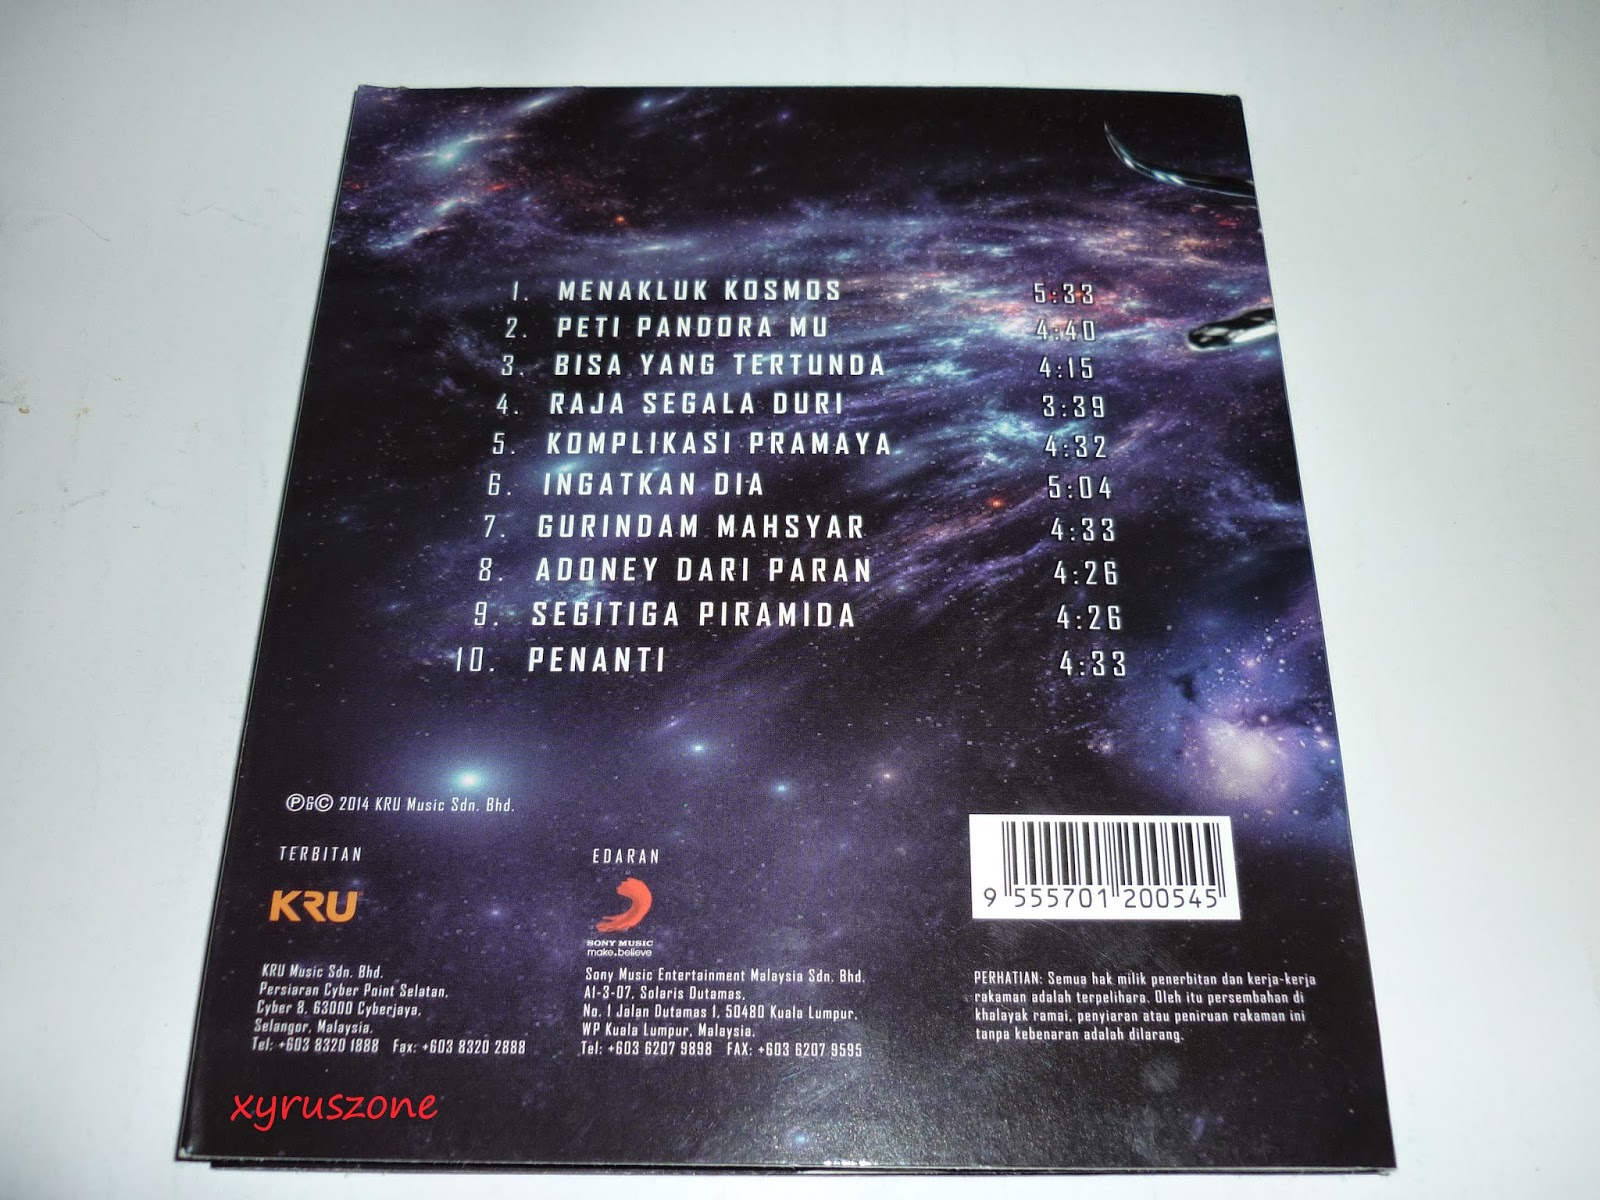 1. MENAKLUK KOSMOS 5:33
2. PETI PANDORA MU 4:40
3. BISA YANG TERTUNDA 4:15
4. RAJA SEGALA DURI 3:39
5. KOMPLIKASI PRAMAYA 4:32
6. INGATKAN DIA 5:04
7. GURINDAM MAHSYAR 4:33
8. ADONEY DARI PARAN 4:26
9. SEGITIGA PIRAMIDA 4:26
10. PENANTI 4:33
℗&© 2014 KRU Music Sdn. Bhd.
TERBITAN
KRU
KRU Music Sdn. Bhd.
Persiaran Cyber Point Selatan,
Cyber 8, 63000 Cyberjaya,
Selangor, Malaysia.
Tel: +603 8320 1888 Fax: +603 8320 2888
EDARAN
SONY MUSIC
make.believe
Sony Music Entertainment Malaysia Sdn. Bhd.
A1-3-07, Solaris Dutamas,
No. 1 Jalan Dutamas 1, 50480 Kuala Lumpur,
WP Kuala Lumpur, Malaysia.
Tel: +603 6207 9898 FAX: +603 6207 9595
9 555701 200545
PERHATIAN: Semua hak milik penerbitan dan kerja-kerja
rakaman adalah terpelihara. Oleh itu persembahan di
khalayak ramai, penyiaran atau peniruan rakaman ini
tanpa kebenaran adalah dilarang.
xyruszone